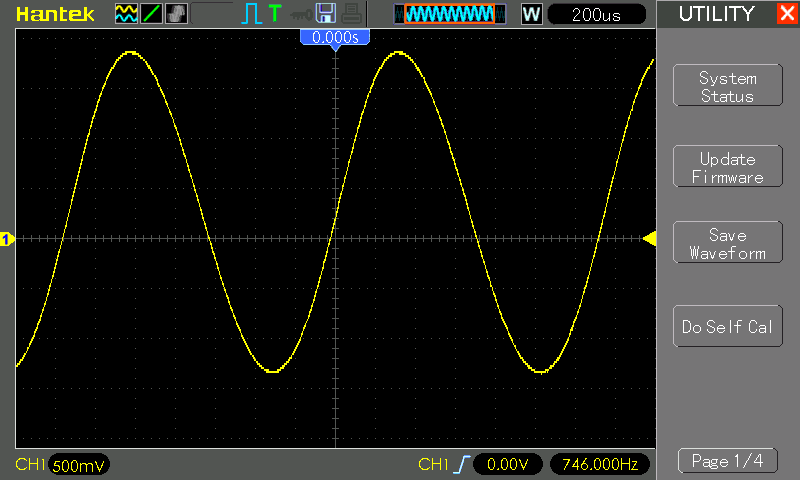 Hantek
T
W
200us
UTILITY
0.000s
System
Status
Update
Firmware
1
Save
Waveform
Do Self Cal
CH1 500mV
CH1 0.00V 746.000Hz
Page 1/4